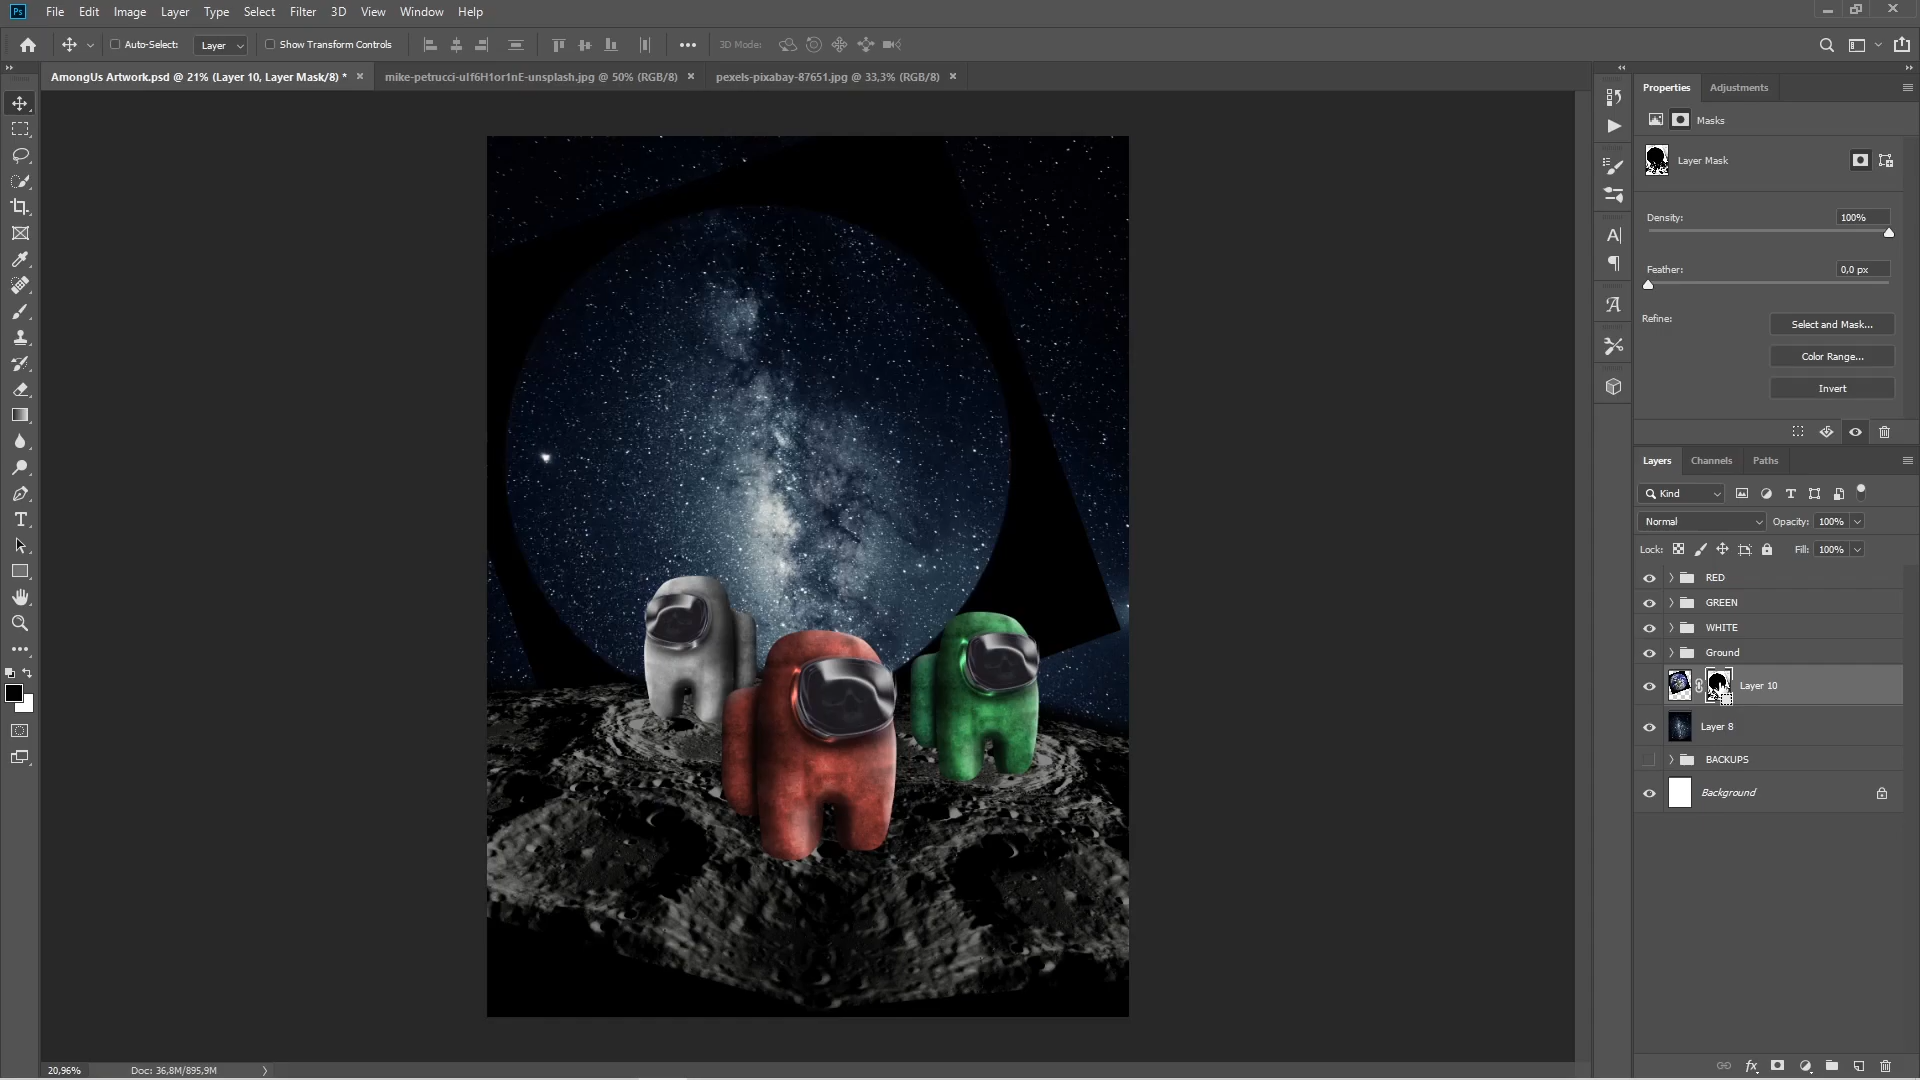 Ps File Edit Image Layer Type Select Filter 3D View Window Help
Auto-Select: Layer Show Transform Controls 3D Mode:
AmongUs Artwork.psd @ 21% (Layer 10, Layer Mask/8) * × mike-petrucci-uIf6H1or1nE-unsplash.jpg @ 50% (RGB/8) × pexels-pixabay-87651.jpg @ 33,3% (RGB/8) ×
Properties Adjustments
Masks
Layer Mask
Density: 100%
Feather: 0,0 px
Refine: Select and Mask...
Color Range...
Invert
Layers Channels Paths
Kind
Normal Opacity: 100%
Lock: Fill: 100%
RED
GREEN
WHITE
Ground
Layer 10
Layer 8
BACKUPS
Background
20,96% Doc: 36,8M/895,9M